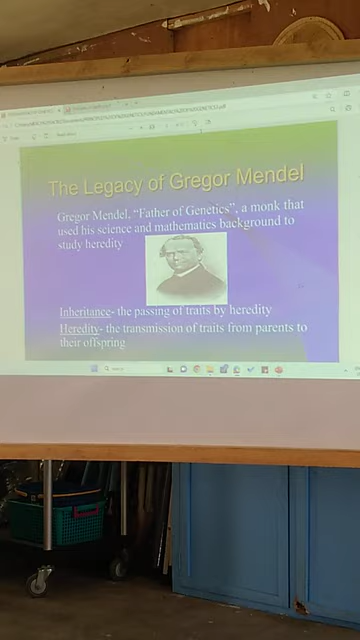 The Legacy of Gregor Mendel
Gregor Mendel, "Father of Genetics", a monk that
used his science and mathematics background to
study heredity
Inheritance- the passing of traits by heredity
Heredity- the transmission of traits from parents to
their offspring